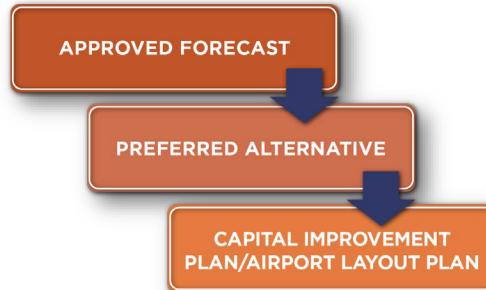 APPROVED FORECAST
PREFERRED ALTERNATIVE
CAPITAL IMPROVEMENT
PLAN/AIRPORT LAYOUT PLAN